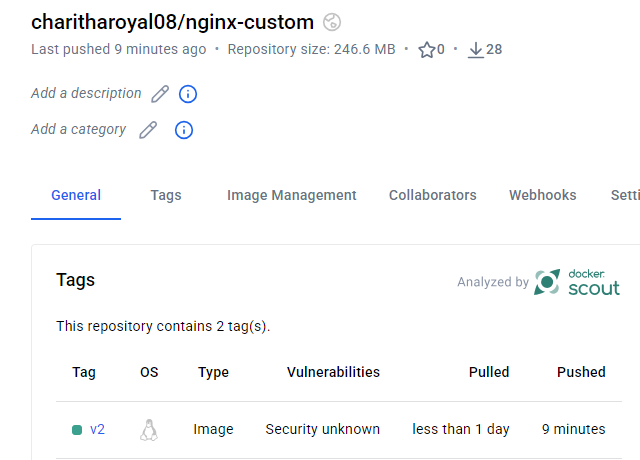 charitharoyal08/nginx-custom
Last pushed 9 minutes ago • Repository size: 246.6 MB • 0 • 28
Add a description
Add a category
General Tags Image Management Collaborators Webhooks Setti
Tags Analyzed by docker scout
This repository contains 2 tag(s).
Tag OS Type Vulnerabilities Pulled Pushed
v2 Image Security unknown less than 1 day 9 minutes